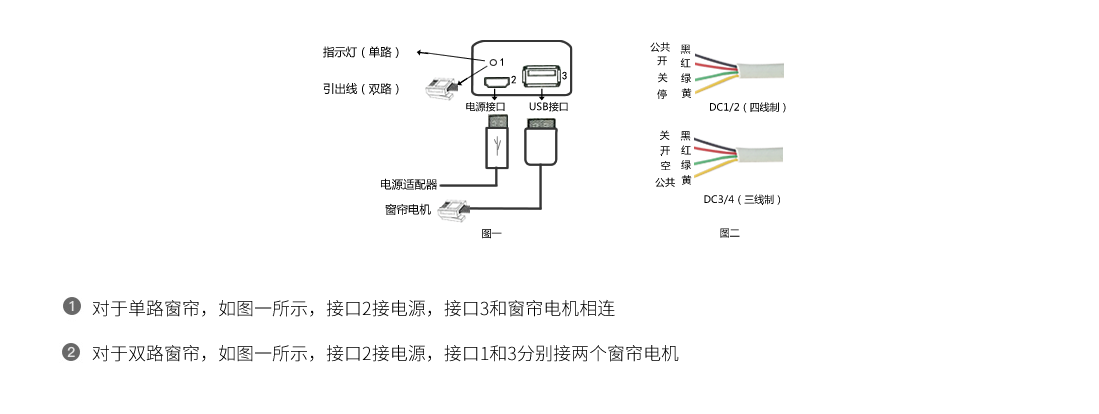 指示灯（单路）
1
引出线（双路）
2
3
电源接口
USB接口
电源适配器
窗帘电机
图一
公共 黑
开 红
关 绿
停 黄
DC1/2（四线制）
关 黑
开 红
空 绿
公共 黄
DC3/4（三线制）
图二
1 对于单路窗帘，如图一所示，接口2接电源，接口3和窗帘电机相连
2 对于双路窗帘，如图一所示，接口2接电源，接口1和3分别接两个窗帘电机